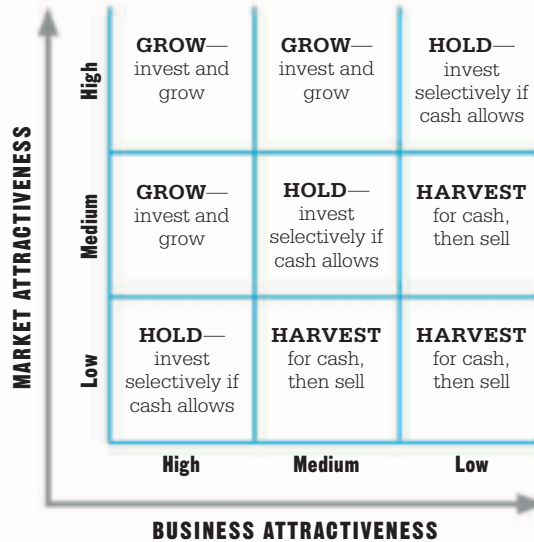 MARKET ATTRACTIVENESS
High
GROW—
invest and
grow
GROW—
invest and
grow
HOLD—
invest
selectively if
cash allows
Medium
GROW—
invest and
grow
HOLD—
invest
selectively if
cash allows
HARVEST
for cash,
then sell
Low
HOLD—
invest
selectively if
cash allows
HARVEST
for cash,
then sell
HARVEST
for cash,
then sell
High
Medium
Low
BUSINESS ATTRACTIVENESS